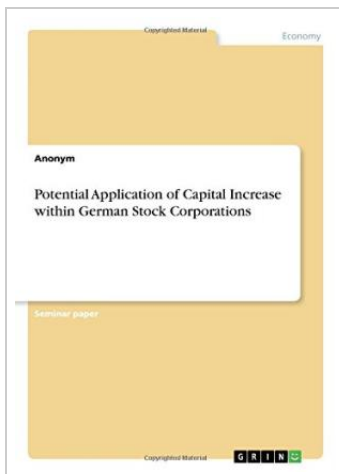 Copyrighted Material
Economy
Anonym
Potential Application of Capital Increase
within German Stock Corporations
Seminar paper
Copyrighted Material
GRIN